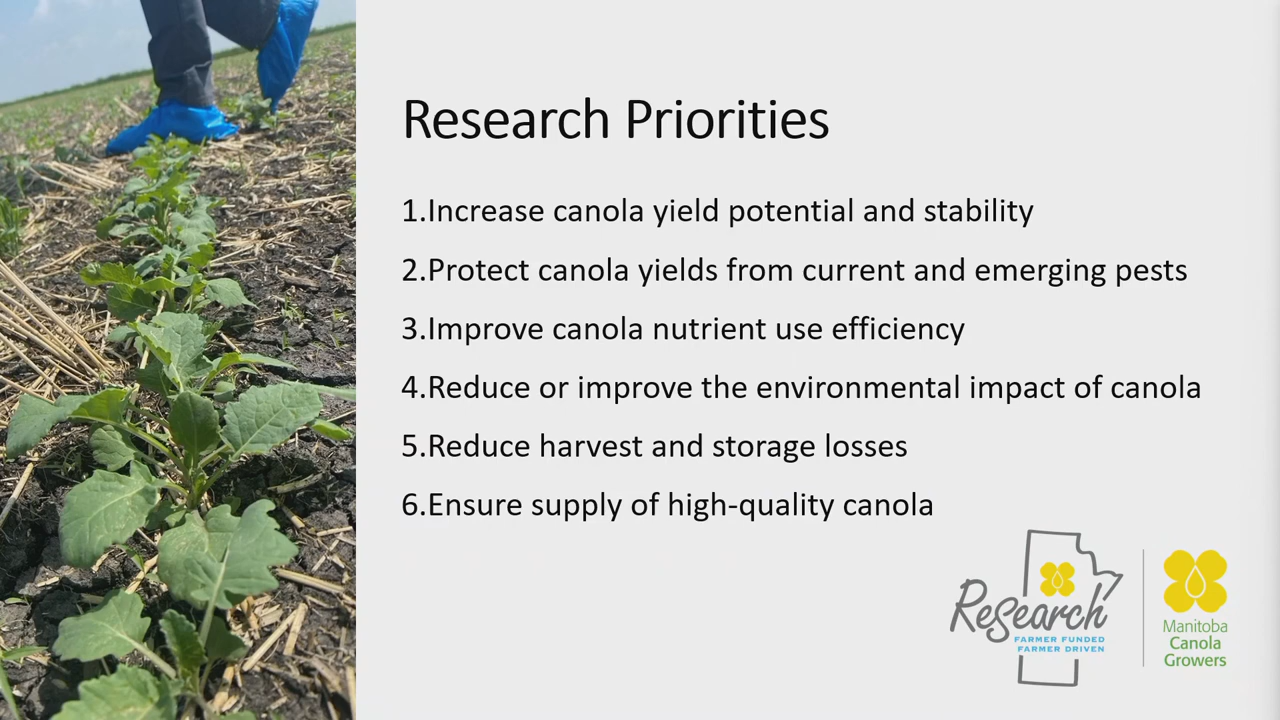 Research Priorities
1.Increase canola yield potential and stability
2.Protect canola yields from current and emerging pests
3.Improve canola nutrient use efficiency
4.Reduce or improve the environmental impact of canola
5.Reduce harvest and storage losses
6.Ensure supply of high-quality canola
Research
FARMER FUNDED
FARMER DRIVEN
Manitoba
Canola
Growers